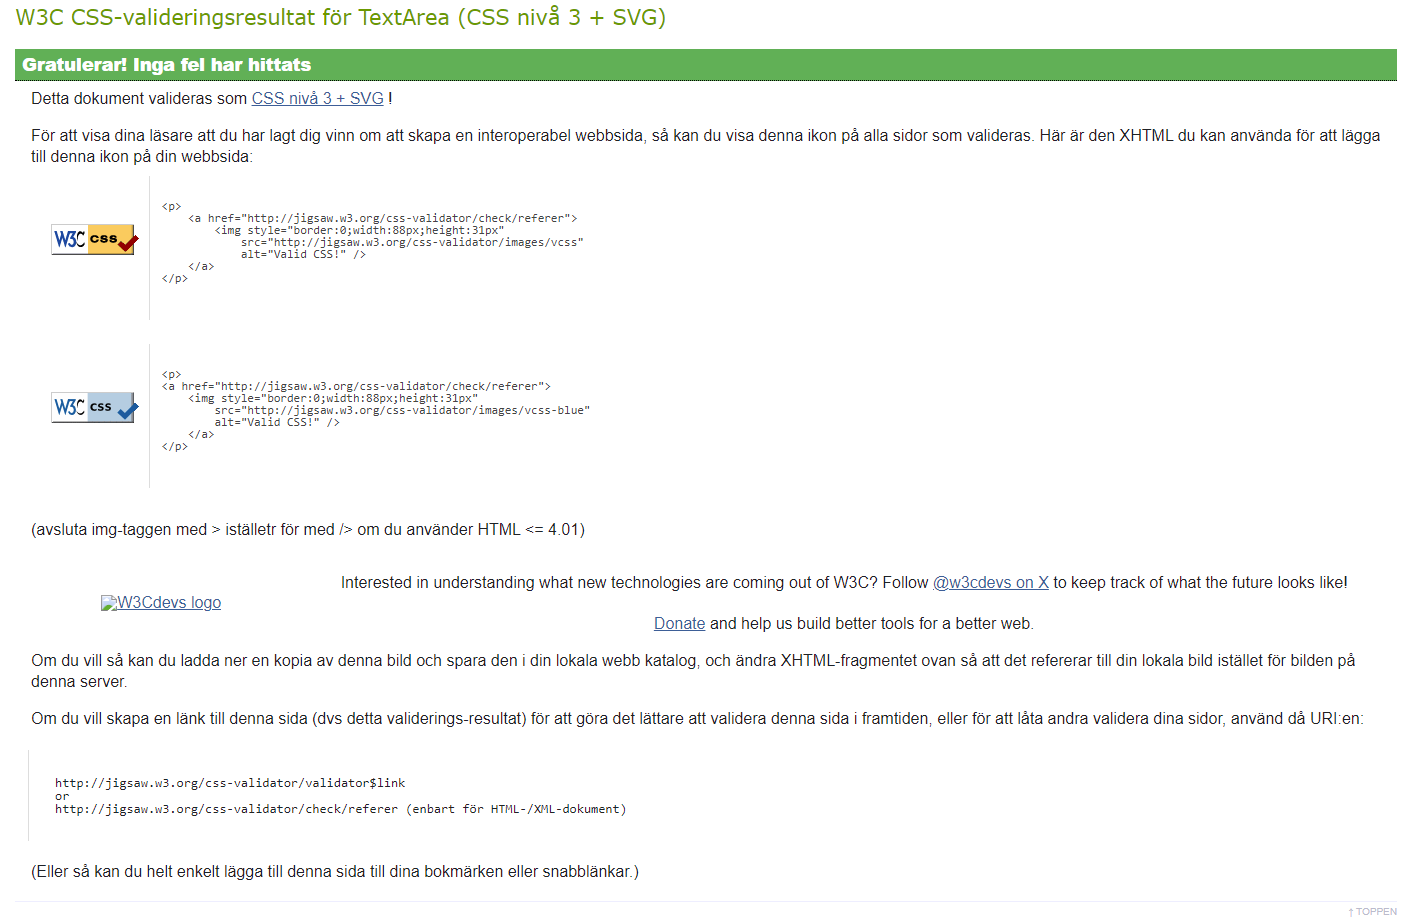 W3C CSS-valideringsresultat för TextArea (CSS nivå 3 + SVG)
Gratulerar! Inga fel har hittats
Detta dokument valideras som CSS nivå 3 + SVG !
För att visa dina läsare att du har lagt dig vinn om att skapa en interoperabel webbsida, så kan du visa denna ikon på alla sidor som valideras. Här är den XHTML du kan använda för att lägga
till denna ikon på din webbsida:
W3C css
<p>
<a href="http://jigsaw.w3.org/css-validator/check/referer">
<img style="border:0;width:88px;height:31px"
src="http://jigsaw.w3.org/css-validator/images/vcss"
alt="Valid CSS!" />
</a>
</p>
W3C css
<p>
<a href="http://jigsaw.w3.org/css-validator/check/referer">
<img style="border:0;width:88px;height:31px"
src="http://jigsaw.w3.org/css-validator/images/vcss-blue"
alt="Valid CSS!" />
</a>
</p>
(avsluta img-taggen med > iställetr för med /> om du använder HTML <= 4.01)
W3Cdevs logo
Interested in understanding what new technologies are coming out of W3C? Follow @w3cdevs on X to keep track of what the future looks like!
Donate and help us build better tools for a better web.
Om du vill så kan du ladda ner en kopia av denna bild och spara den i din lokala webb katalog, och ändra XHTML-fragmentet ovan så att det refererar till din lokala bild istället för bilden på
denna server.
Om du vill skapa en länk till denna sida (dvs detta validerings-resultat) för att göra det lättare att validera denna sida i framtiden, eller för att låta andra validera dina sidor, använd då URI:en:
http://jigsaw.w3.org/css-validator/validator$link
or
http://jigsaw.w3.org/css-validator/check/referer (enbart för HTML-/XML-dokument)
(Eller så kan du helt enkelt lägga till denna sida till dina bokmärken eller snabblänkar.)
↑ TOPPEN